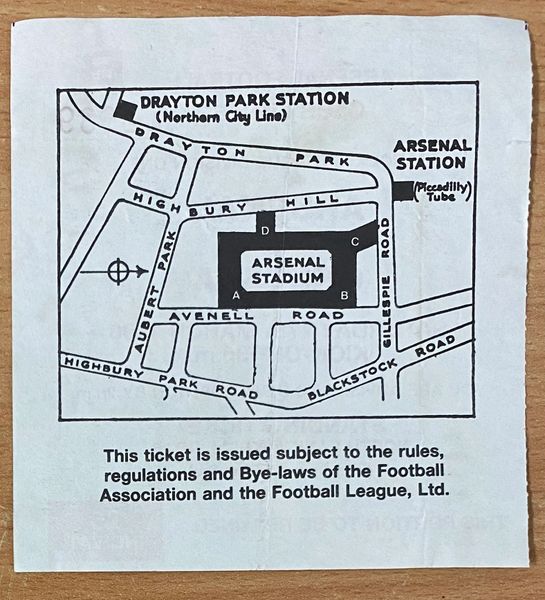 DRAYTON PARK STATION
(Northern City Line)
DRAYTON PARK
ARSENAL
STATION
(Piccadilly
Tube)
HIGHBURY HILL
D
C
ARSENAL
STADIUM
A
B
GILLESPIE ROAD
AUBERT PARK
AVENELL ROAD
HIGHBURY PARK ROAD
BLACKSTOCK ROAD
This ticket is issued subject to the rules,
regulations and Bye-laws of the Football
Association and the Football League, Ltd.